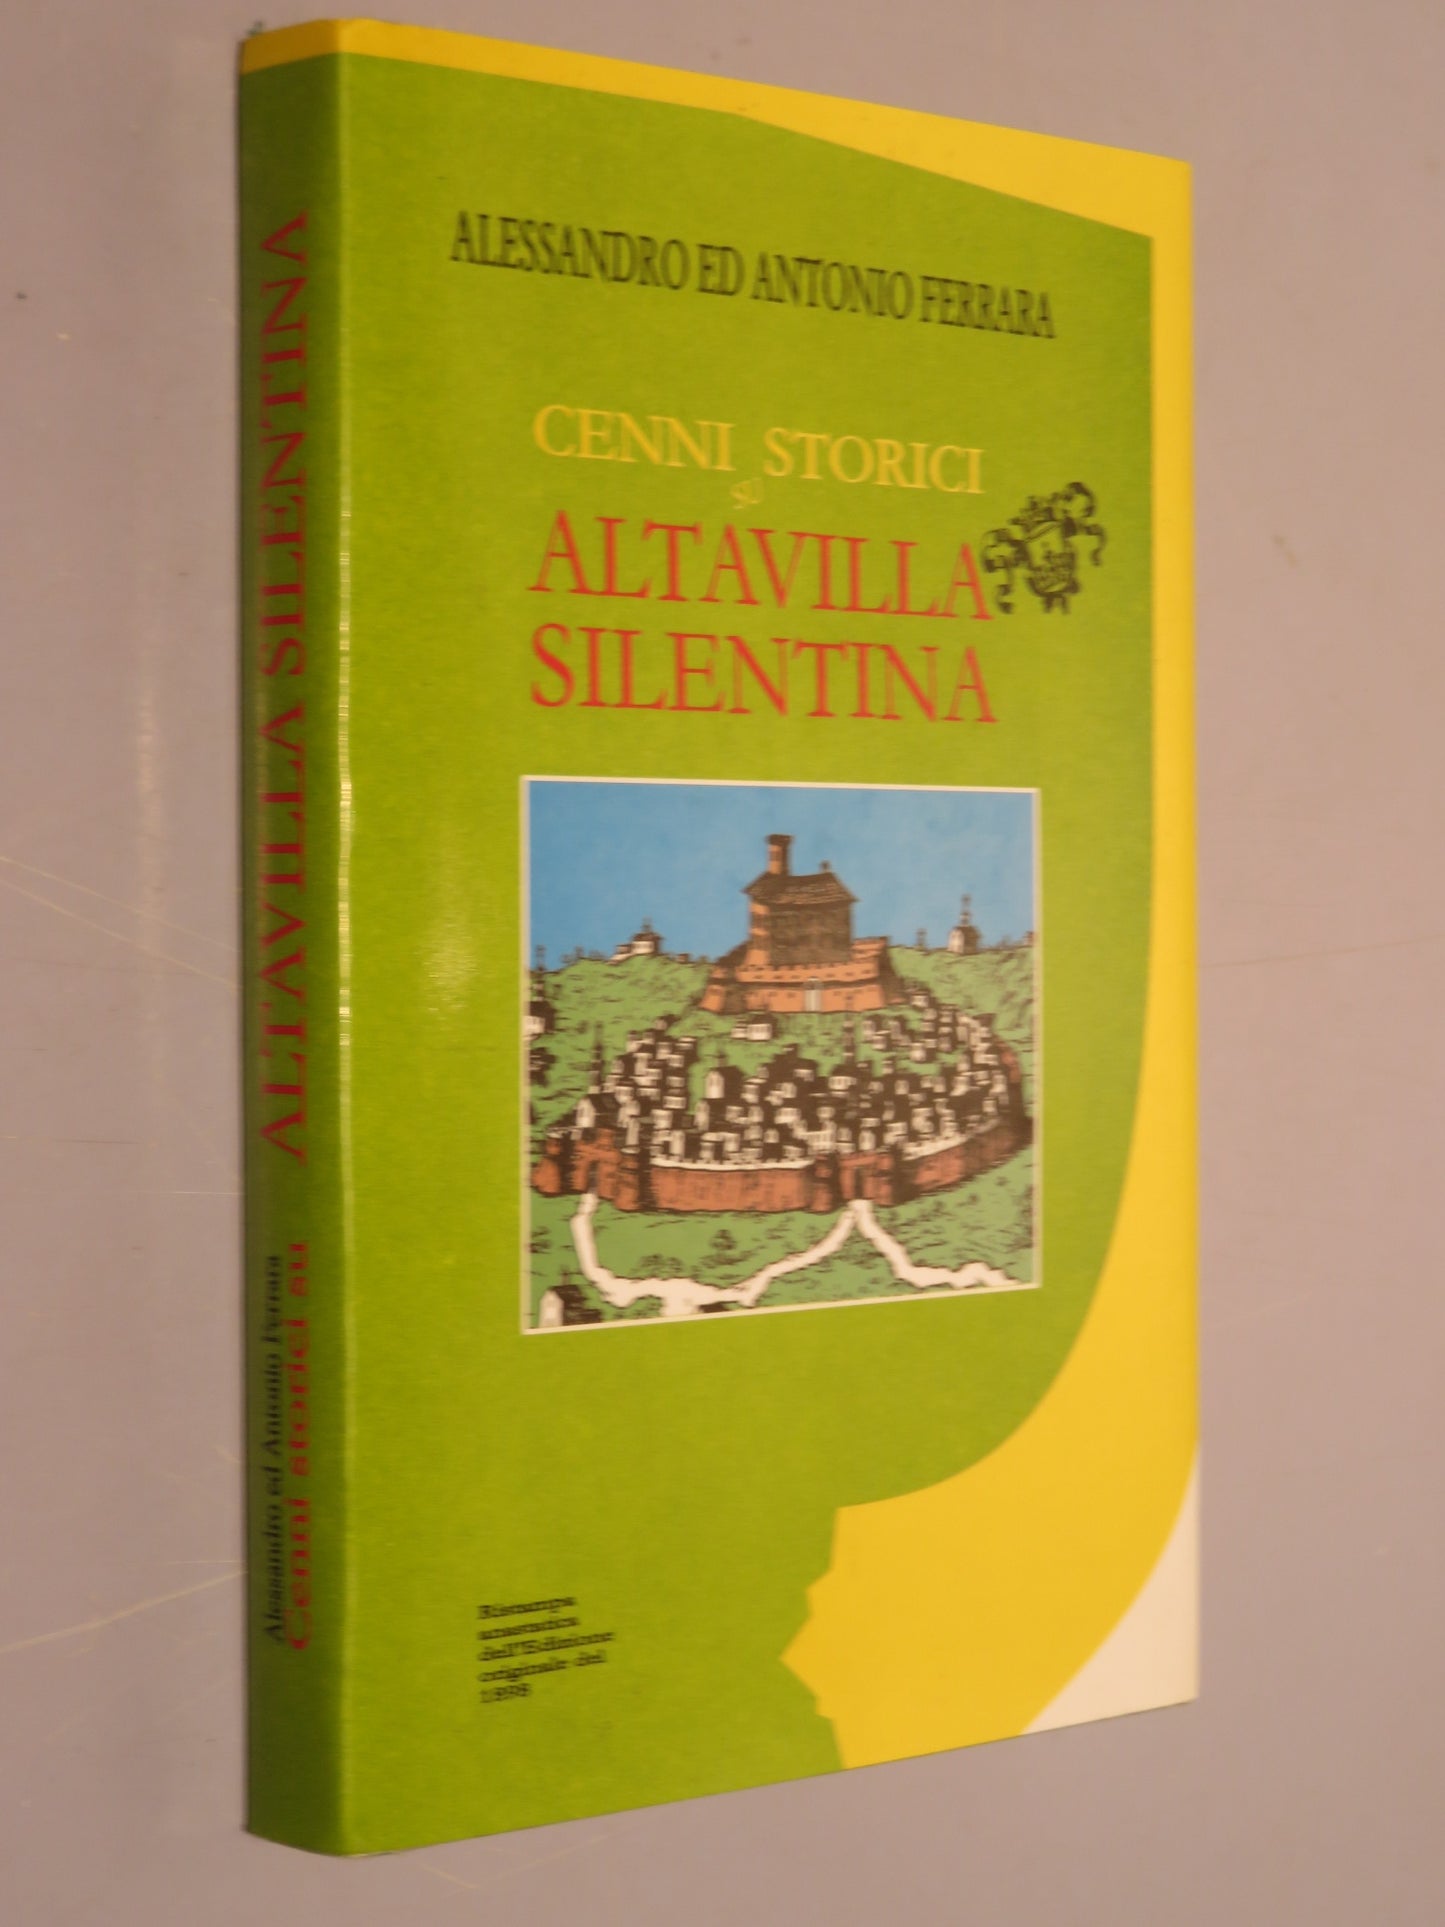 ALESSANDRO ED ANTONIO FERRARA
CENNI STORICI
SU
ALTAVILLA
SILENTINA
Ristampa
anastatica
dell'Edizione
originale del
1898
Alessandro ed Antonio Ferrara
Cenni storici su ALTAVILLA SILENTINA